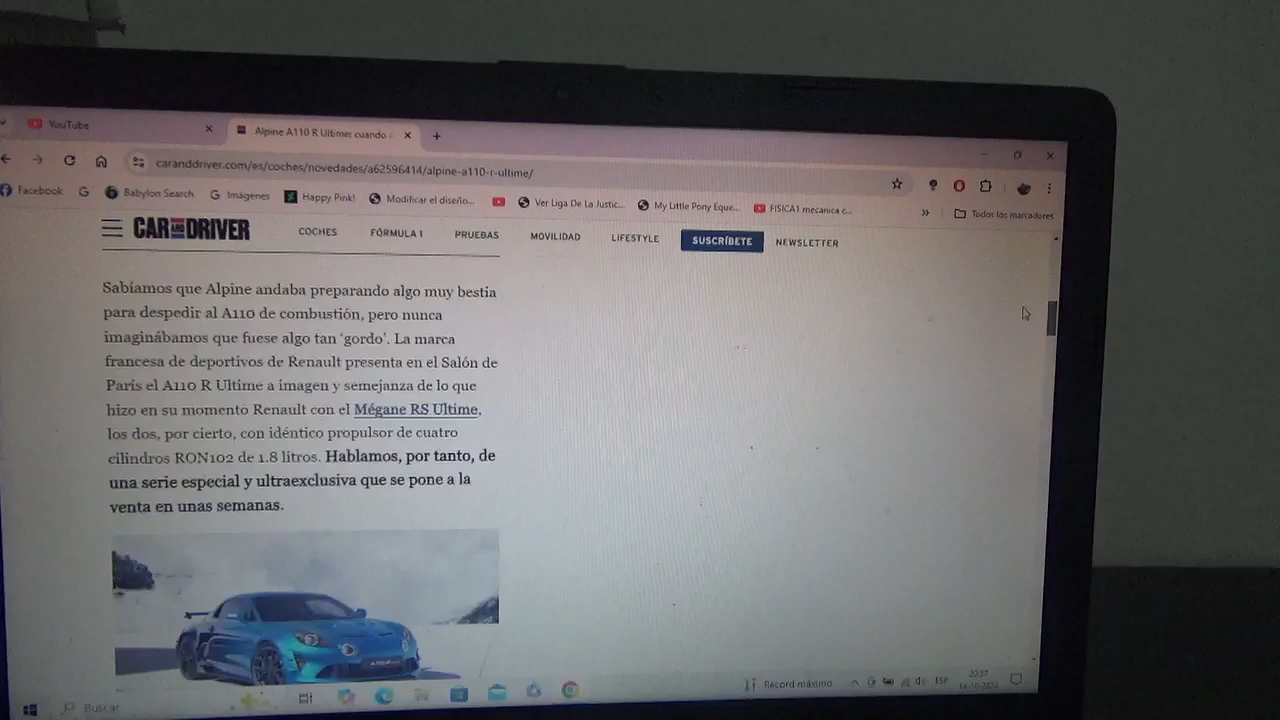 YouTube
Alpine A110 R Ultime: cuando
caranddriver.com/es/coches/novedades/a62596414/alpine-a110-r-ultime/
Facebook
Babylon Search
Imágenes
Happy Pink!
Modificar el diseño...
Ver Liga De La Justic...
My Little Pony Eque...
FISICA1 mecanica c...
Todos los marcadores
CAR AND DRIVER
COCHES
FÓRMULA 1
PRUEBAS
MOVILIDAD
LIFESTYLE
SUSCRÍBETE
NEWSLETTER
Sabíamos que Alpine andaba preparando algo muy bestia
para despedir al A110 de combustión, pero nunca
imaginábamos que fuese algo tan ‘gordo’. La marca
francesa de deportivos de Renault presenta en el Salón de
París el A110 R Ultime a imagen y semejanza de lo que
hizo en su momento Renault con el Mégane RS Ultime,
los dos, por cierto, con idéntico propulsor de cuatro
cilindros RON102 de 1.8 litros. Hablamos, por tanto, de
una serie especial y ultraexclusiva que se pone a la
venta en unas semanas.
Buscar
Record máximo
ESP